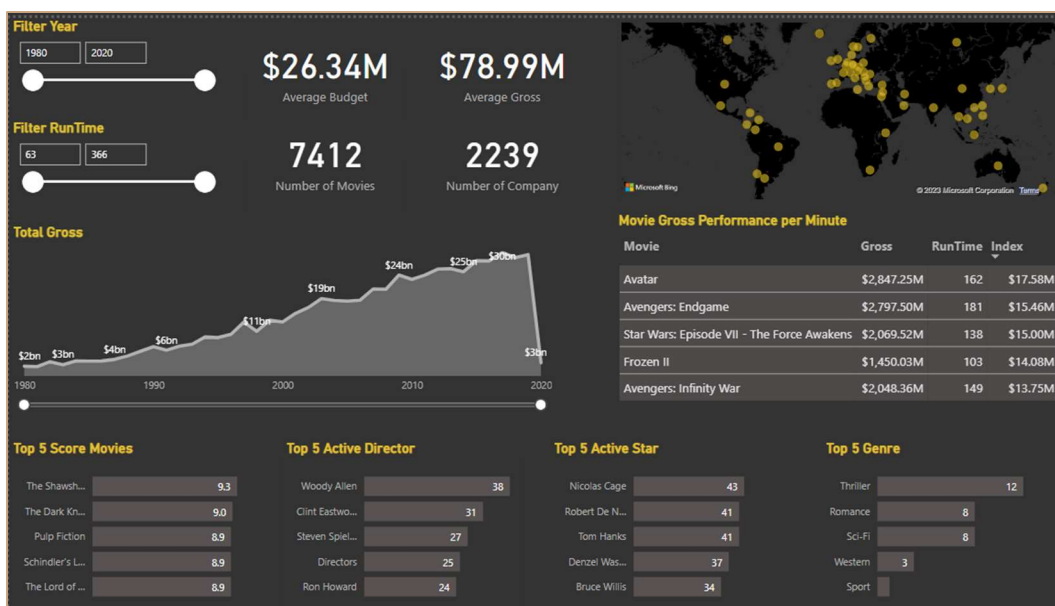 Filter Year
1980 2020
$26.34M
Average Budget
$78.99M
Average Gross
Filter RunTime
63 366
7412
Number of Movies
2239
Number of Company
Microsoft Bing
© 2023 Microsoft Corporation Terms
Total Gross
$2bn $3bn $4bn $6bn $11bn $19bn $24bn $25bn $30bn $3bn
1980 1990 2000 2010 2020
Movie Gross Performance per Minute
Movie Gross RunTime Index
Avatar $2,847.25M 162 $17.58M
Avengers: Endgame $2,797.50M 181 $15.46M
Star Wars: Episode VII - The Force Awakens $2,069.52M 138 $15.00M
Frozen II $1,450.03M 103 $14.08M
Avengers: Infinity War $2,048.36M 149 $13.75M
Top 5 Score Movies
The Shawsh... 9.3
The Dark Kn... 9.0
Pulp Fiction 8.9
Schindler's L... 8.9
The Lord of ... 8.9
Top 5 Active Director
Woody Allen 38
Clint Eastwo... 31
Steven Spiel... 27
Directors 25
Ron Howard 24
Top 5 Active Star
Nicolas Cage 43
Robert De N... 41
Tom Hanks 41
Denzel Was... 37
Bruce Willis 34
Top 5 Genre
Thriller 12
Romance 8
Sci-Fi 8
Western 3
Sport